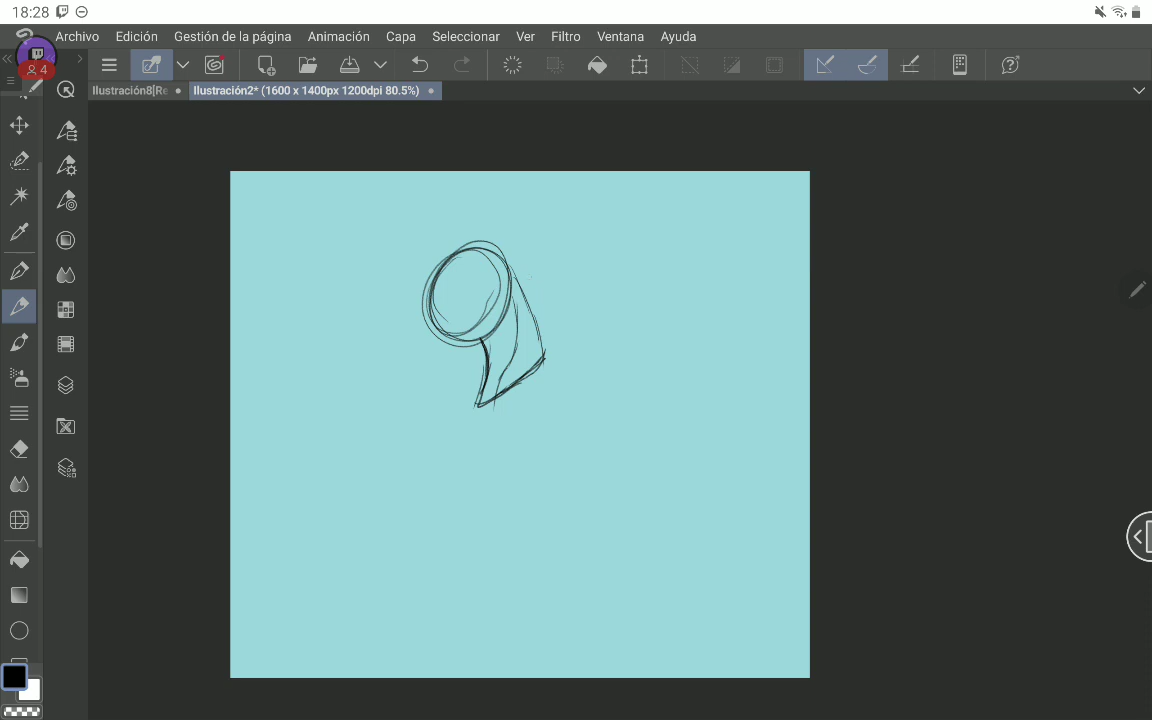 18:28
Archivo Edición Gestión de la página Animación Capa Seleccionar Ver Filtro Ventana Ayuda
4
Ilustración8[Re Ilustración2* (1600 x 1400px 1200dpi 80.5%)